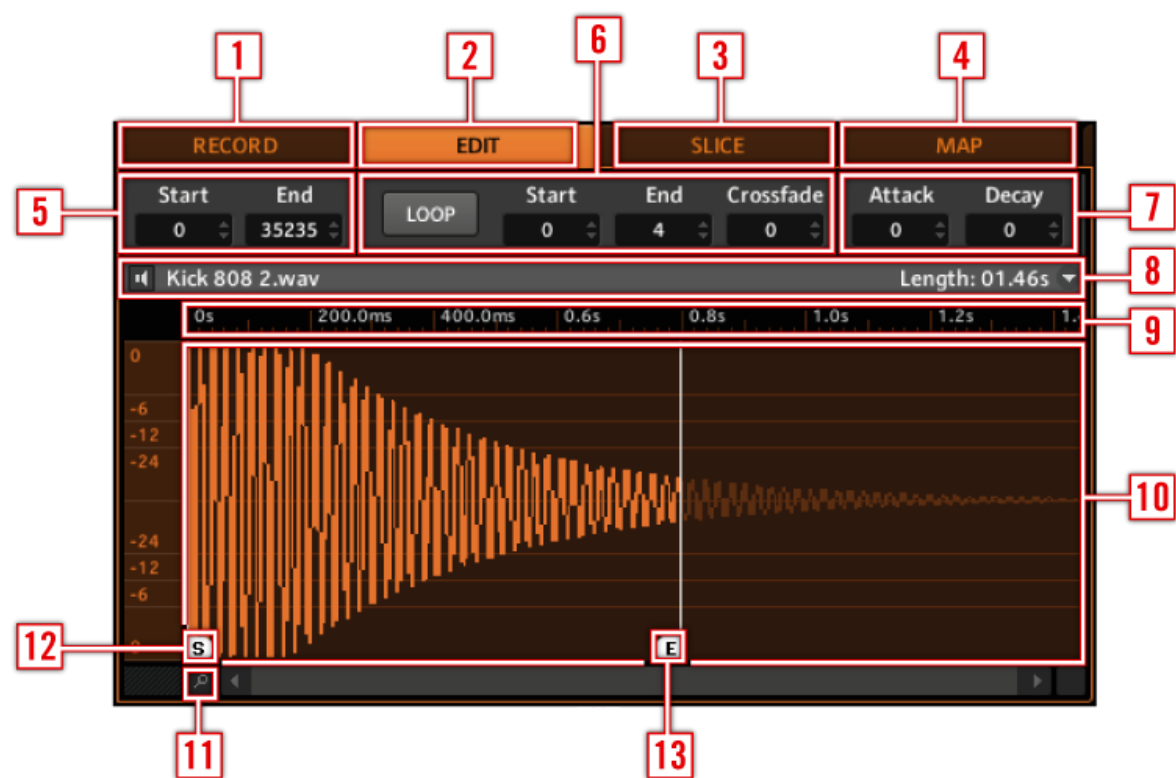 6
1 2 3 4
RECORD EDIT SLICE MAP
Start End LOOP Start End Crossfade Attack Decay
5 0 35235 0 4 0 0 0 7
Kick 808 2.wav Length: 01.46s 8
0s 200.0ms 400.0ms 0.6s 0.8s 1.0s 1.2s 1. 9
0
-6
-12
-24
10
-24
-12
-6
12 S E
11 13